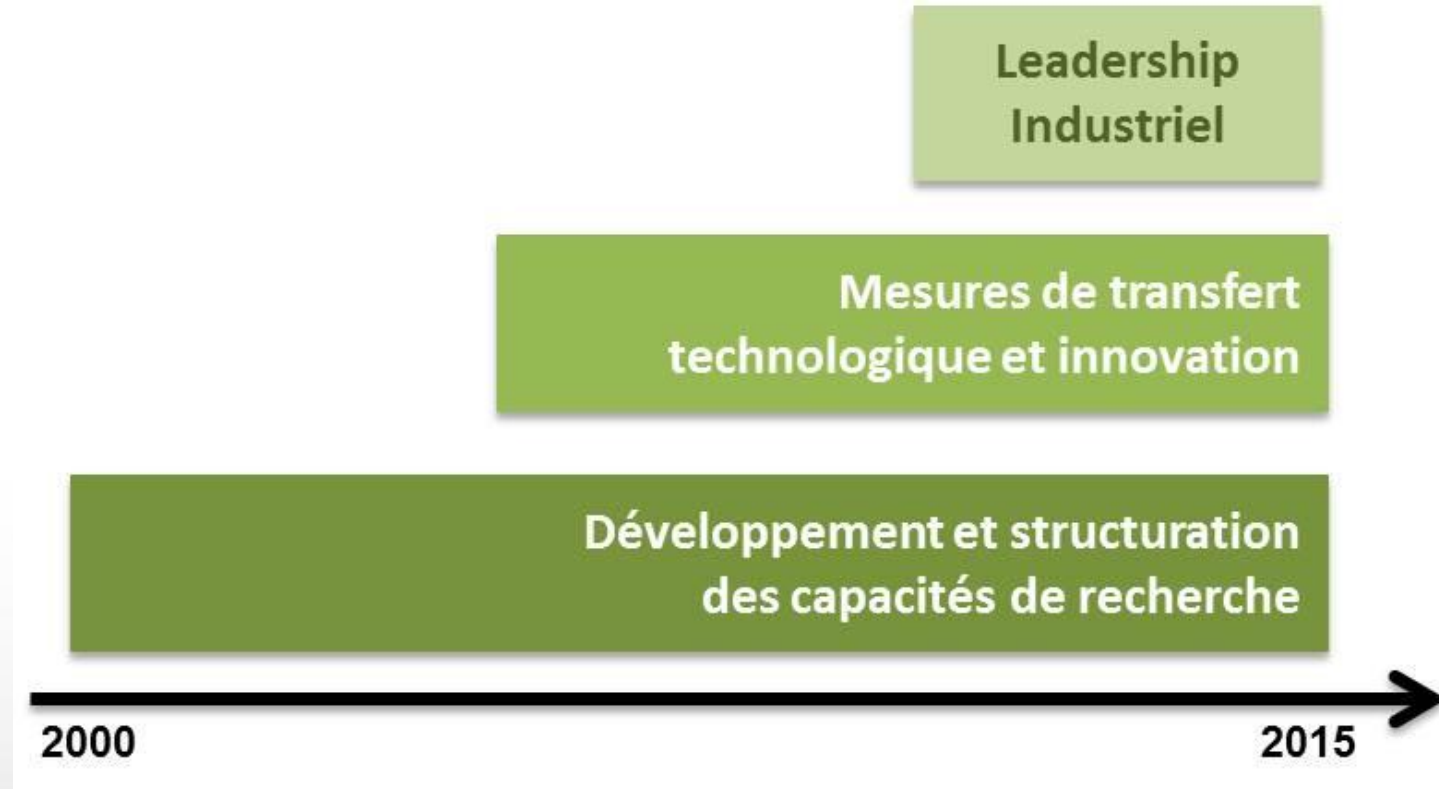 Leadership
Industriel
Mesures de transfert
technologique et innovation
Développement et structuration
des capacités de recherche
2000
2015